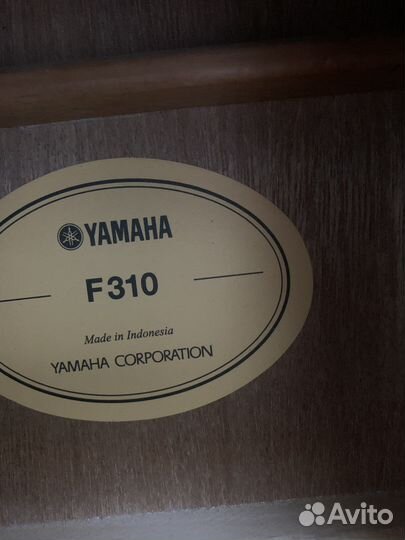 YAMAHA
F310
Made in Indonesia
YAMAHA CORPORATION
Avito